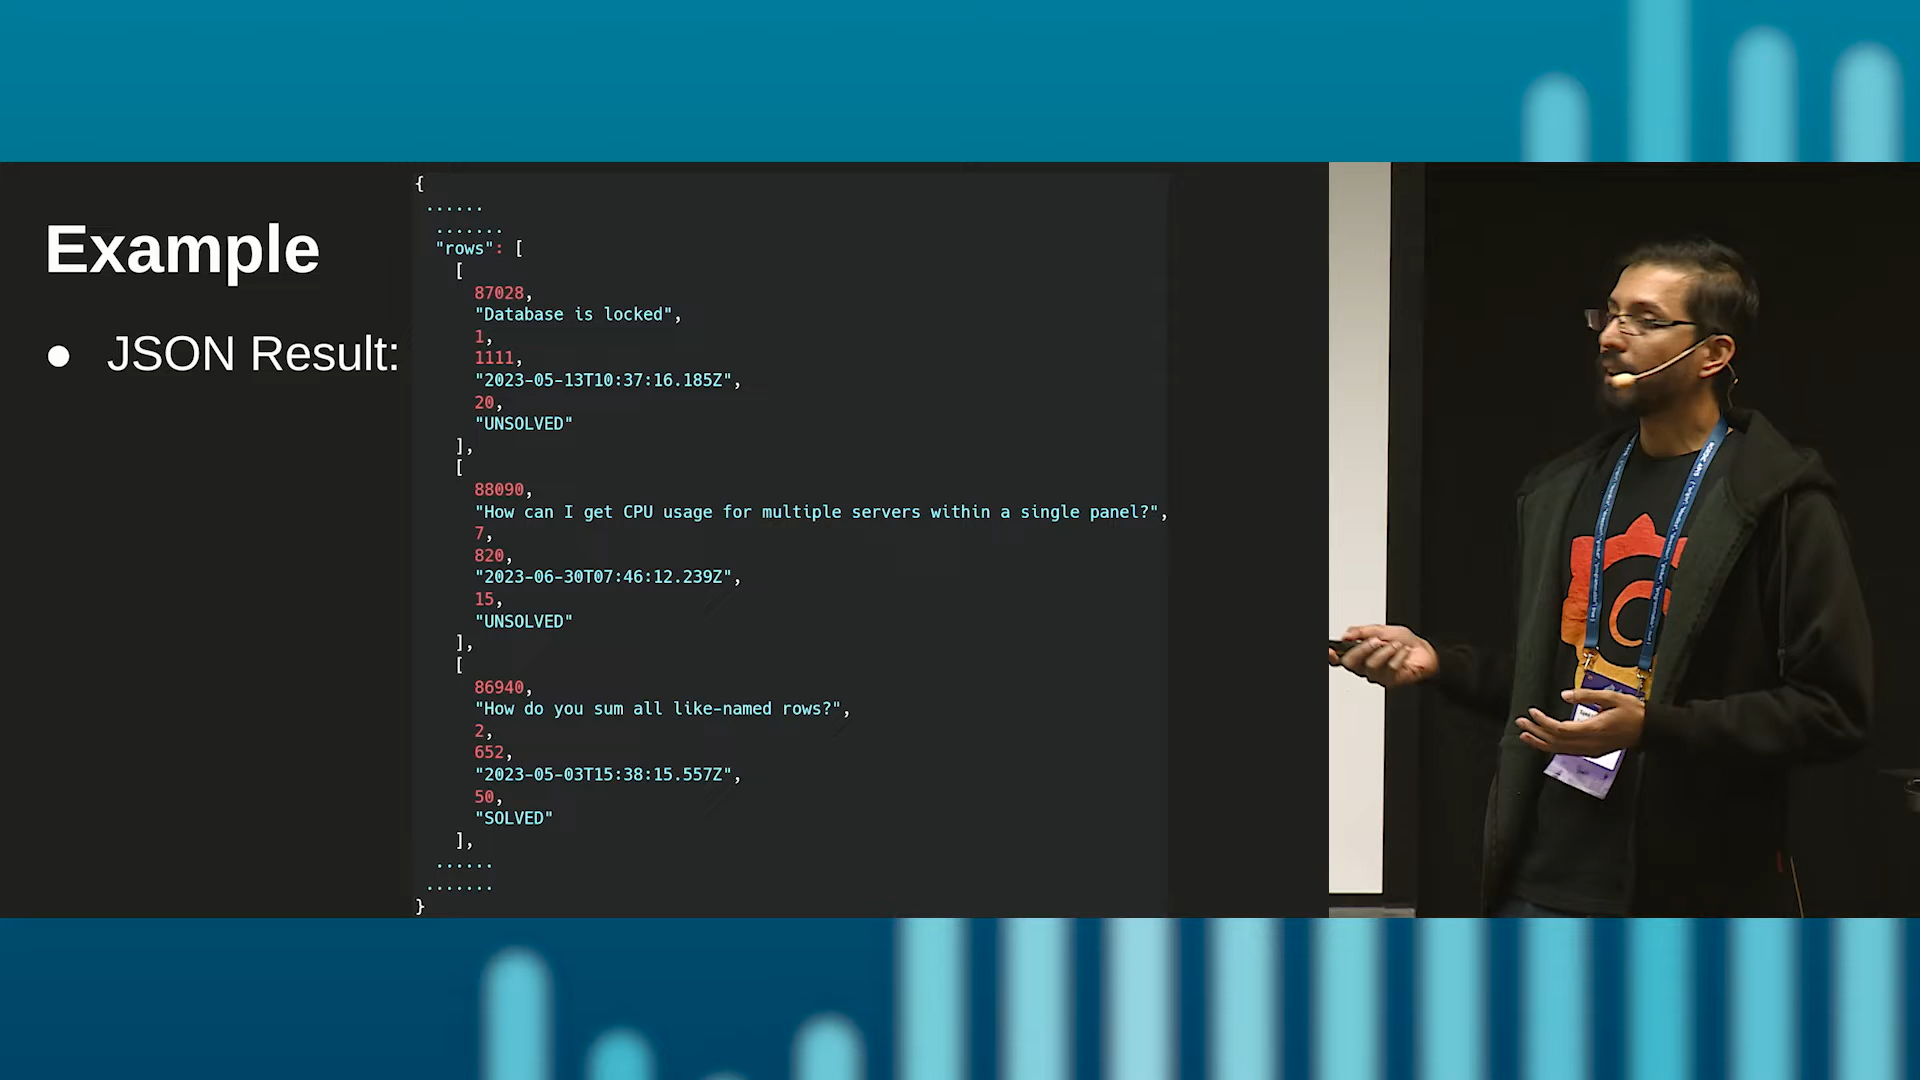 Example
● JSON Result:
{
......
.......
"rows": [
[
87028,
"Database is locked",
1,
1111,
"2023-05-13T10:37:16.185Z",
20,
"UNSOLVED"
],
[
88090,
"How can I get CPU usage for multiple servers within a single panel?",
7,
820,
"2023-06-30T07:46:12.239Z",
15,
"UNSOLVED"
],
[
86940,
"How do you sum all like-named rows?",
2,
652,
"2023-05-03T15:38:15.557Z",
50,
"SOLVED"
],
......
.......
}